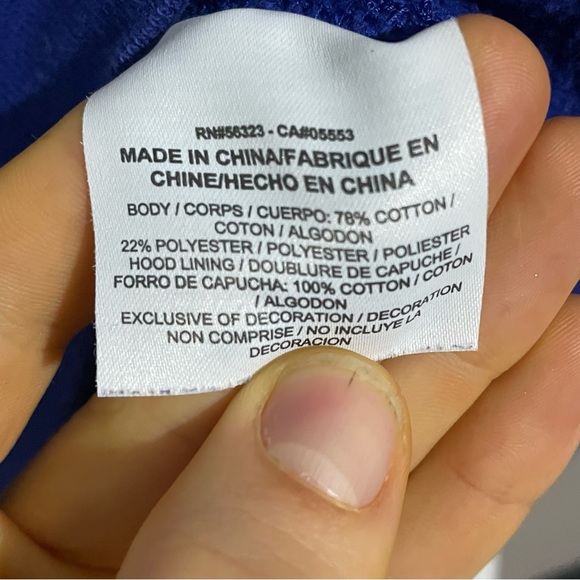 RN#56323 - CA#05553
MADE IN CHINA/FABRIQUE EN
CHINE/HECHO EN CHINA
BODY / CORPS / CUERPO: 78% COTTON /
COTON / ALGODON
22% POLYESTER / POLYESTER / POLIESTER
HOOD LINING / DOUBLURE DE CAPUCHE /
FORRO DE CAPUCHA: 100% COTTON / COTON
/ ALGODON
EXCLUSIVE OF DECORATION / DECORATION
NON COMPRISE / NO INCLUYE LA
DECORACION